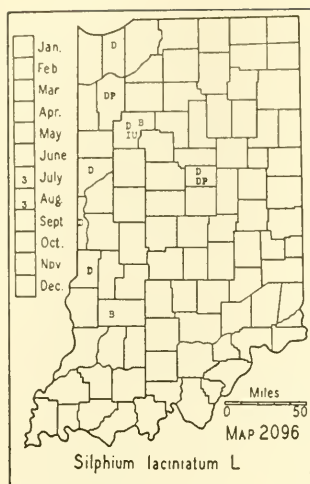 Jan.
Feb
Mar
Apr.
May
June
3 July
3 Aug
Sept
Oct.
Nov
Dec.
D
DP
D B
IU
D
D
DP
D
B
Miles
0 50
MAP 2096
Silphium laciniatum L